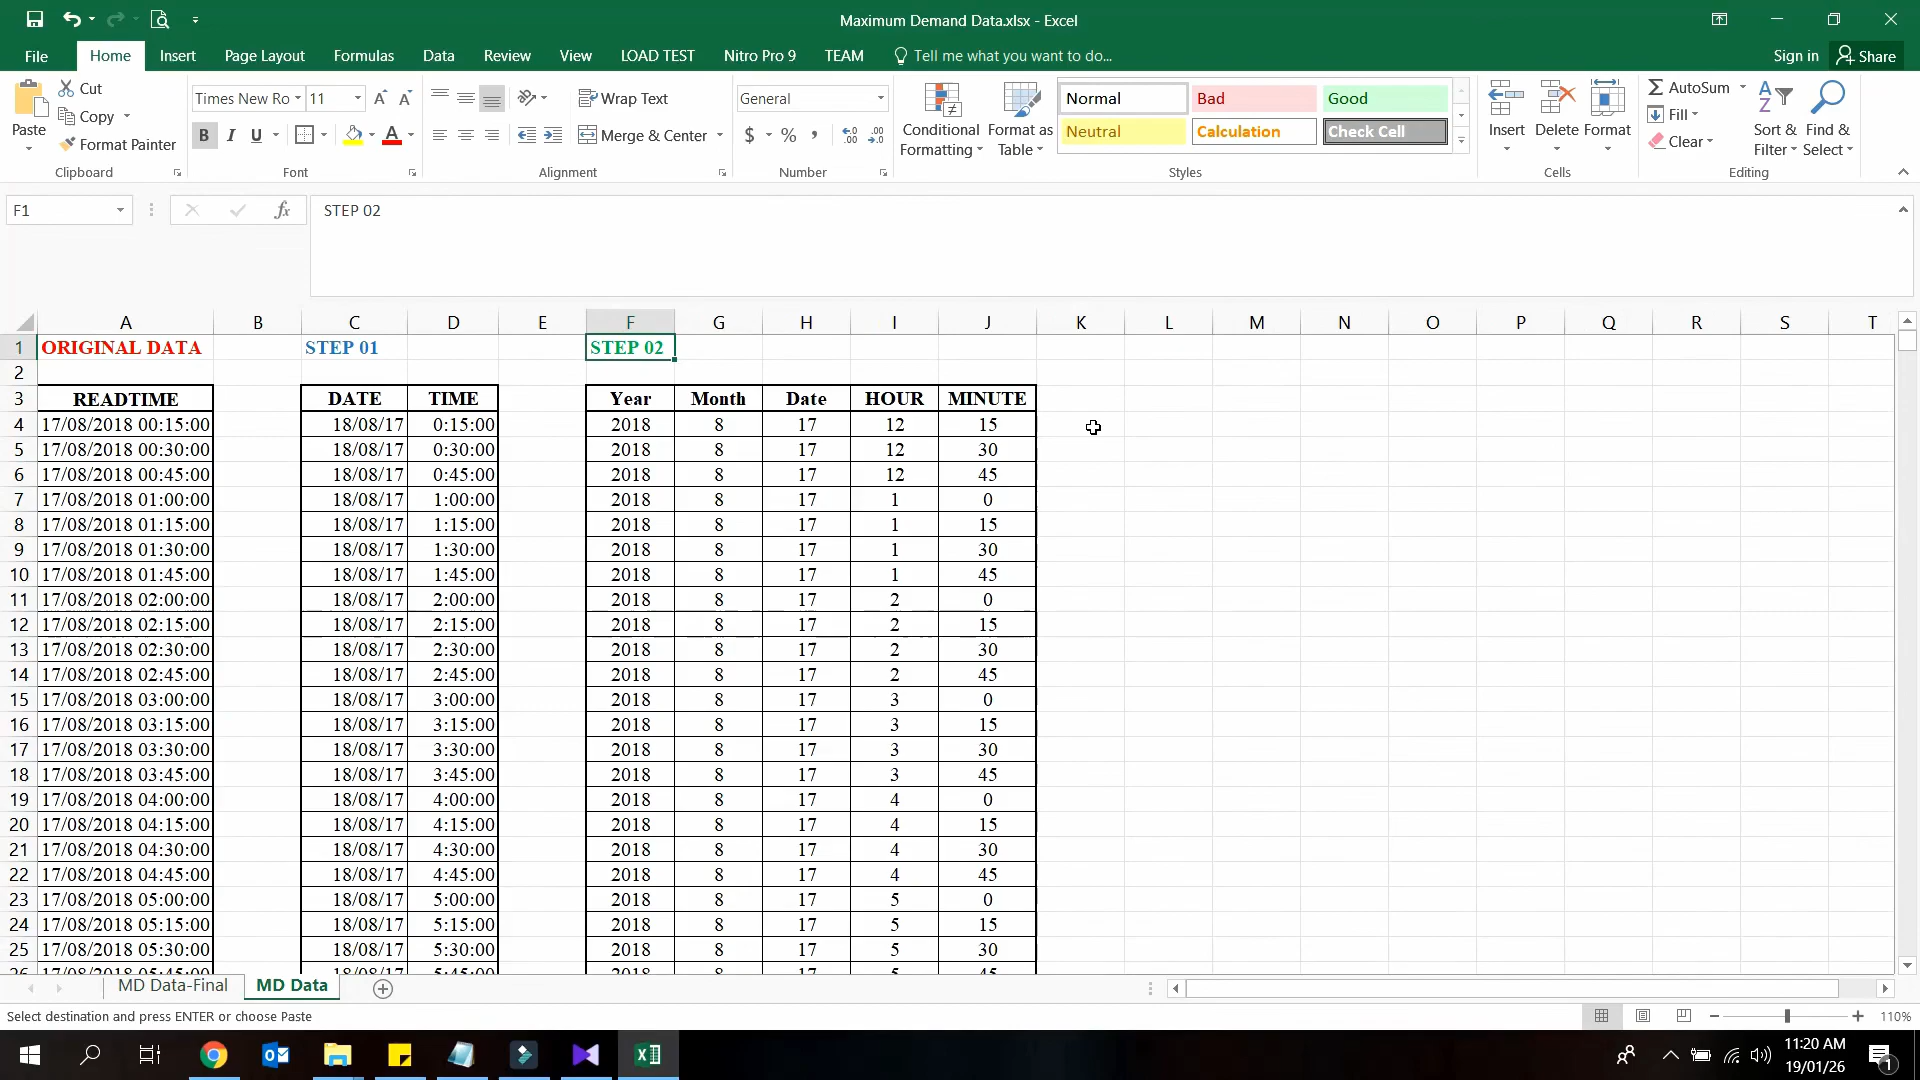 Maximum Demand Data.xlsx - Excel
File Home Insert Page Layout Formulas Data Review View LOAD TEST Nitro Pro 9 TEAM Tell me what you want to do... Sign in Share
Paste Cut Copy Format Painter
Clipboard
Times New Ro 11
B I U
Font
Wrap Text
Merge & Center
Alignment
General
$ % ,
Number
Conditional Formatting
Format as Table
Normal Bad Good
Neutral Calculation Check Cell
Styles
Insert Delete Format
Cells
AutoSum
Fill
Clear
Sort & Filter
Find & Select
Editing
F1 fx STEP 02
A B C D E F G H I J K L M N O P Q R S T
1 ORIGINAL DATA STEP 01 STEP 02
2
3 READTIME DATE TIME Year Month Date HOUR MINUTE
4 17/08/2018 00:15:00 18/08/17 0:15:00 2018 8 17 12 15
5 17/08/2018 00:30:00 18/08/17 0:30:00 2018 8 17 12 30
6 17/08/2018 00:45:00 18/08/17 0:45:00 2018 8 17 12 45
7 17/08/2018 01:00:00 18/08/17 1:00:00 2018 8 17 1 0
8 17/08/2018 01:15:00 18/08/17 1:15:00 2018 8 17 1 15
9 17/08/2018 01:30:00 18/08/17 1:30:00 2018 8 17 1 30
10 17/08/2018 01:45:00 18/08/17 1:45:00 2018 8 17 1 45
11 17/08/2018 02:00:00 18/08/17 2:00:00 2018 8 17 2 0
12 17/08/2018 02:15:00 18/08/17 2:15:00 2018 8 17 2 15
13 17/08/2018 02:30:00 18/08/17 2:30:00 2018 8 17 2 30
14 17/08/2018 02:45:00 18/08/17 2:45:00 2018 8 17 2 45
15 17/08/2018 03:00:00 18/08/17 3:00:00 2018 8 17 3 0
16 17/08/2018 03:15:00 18/08/17 3:15:00 2018 8 17 3 15
17 17/08/2018 03:30:00 18/08/17 3:30:00 2018 8 17 3 30
18 17/08/2018 03:45:00 18/08/17 3:45:00 2018 8 17 3 45
19 17/08/2018 04:00:00 18/08/17 4:00:00 2018 8 17 4 0
20 17/08/2018 04:15:00 18/08/17 4:15:00 2018 8 17 4 15
21 17/08/2018 04:30:00 18/08/17 4:30:00 2018 8 17 4 30
22 17/08/2018 04:45:00 18/08/17 4:45:00 2018 8 17 4 45
23 17/08/2018 05:00:00 18/08/17 5:00:00 2018 8 17 5 0
24 17/08/2018 05:15:00 18/08/17 5:15:00 2018 8 17 5 15
25 17/08/2018 05:30:00 18/08/17 5:30:00 2018 8 17 5 30
26 17/08/2018 05:45:00 18/08/17 5:45:00 2018 8 17 5 45
MD Data-Final MD Data
Select destination and press ENTER or choose Paste 110%
11:20 AM
19/01/26
1